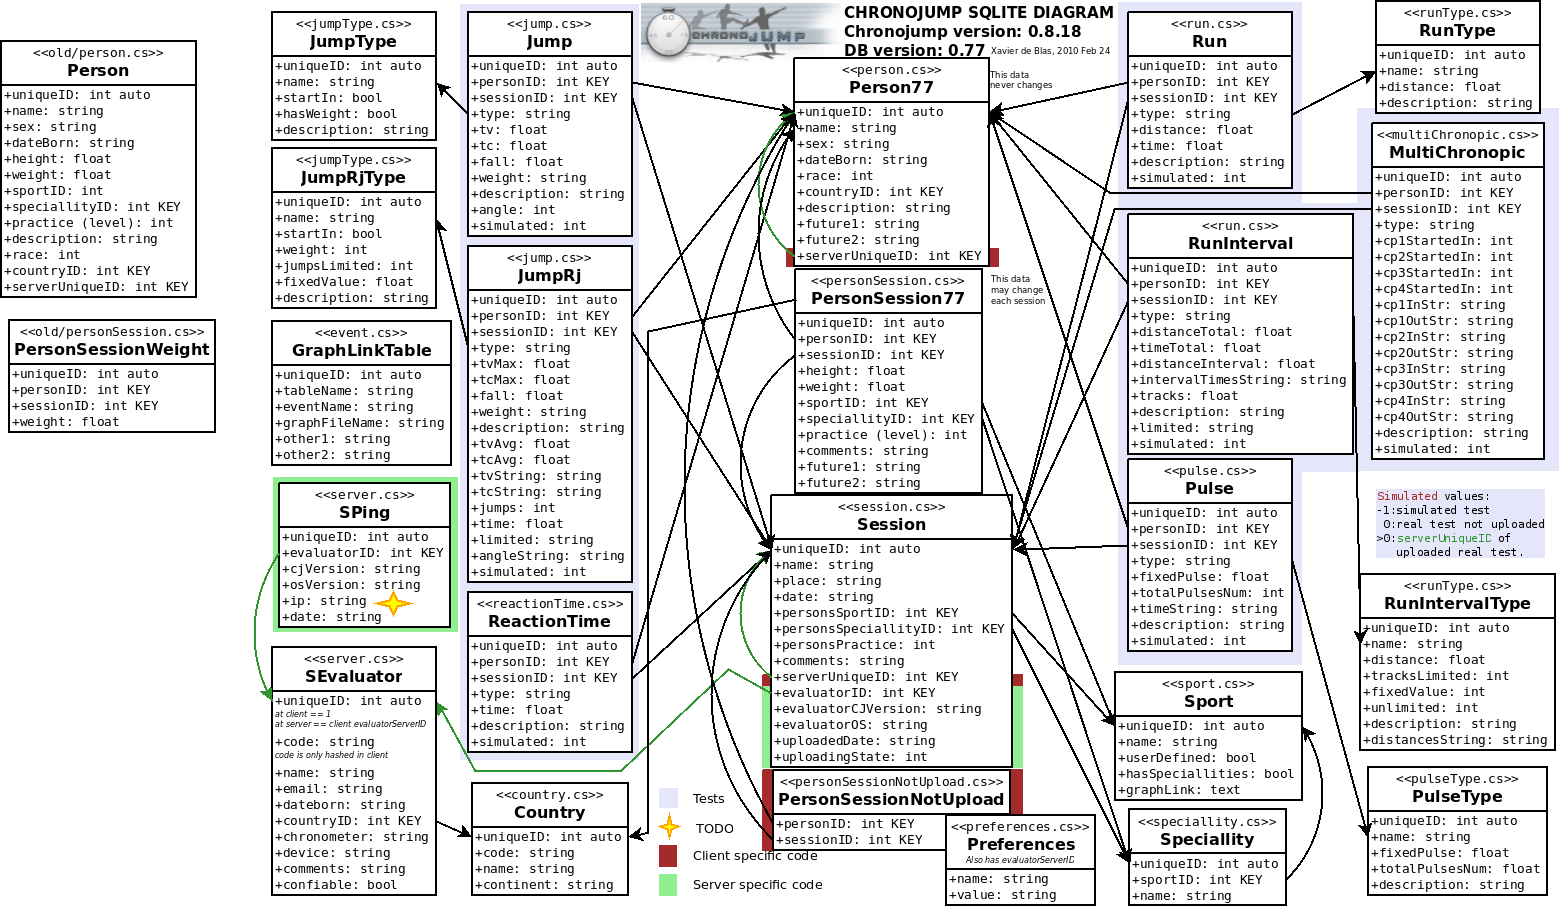 CHRONOJUMP
CHRONOJUMP SQLITE DIAGRAM
Chronojump version: 0.8.18
DB version: 0.77 Xavier de Blas, 2010 Feb 24
<<old/person.cs>>
Person
+uniqueID: int auto
+name: string
+sex: string
+dateBorn: string
+height: float
+weight: float
+sportID: int
+speciallityID: int KEY
+practice (level): int
+description: string
+race: int
+countryID: int KEY
+serverUniqueID: int KEY
<<old/personSession.cs>>
PersonSessionWeight
+uniqueID: int auto
+personID: int KEY
+sessionID: int KEY
+weight: float
<<jumpType.cs>>
JumpType
+uniqueID: int auto
+name: string
+startIn: bool
+hasWeight: bool
+description: string
<<jumpType.cs>>
JumpRjType
+uniqueID: int auto
+name: string
+startIn: bool
+weight: int
+jumpsLimited: int
+fixedValue: float
+description: string
<<event.cs>>
GraphLinkTable
+uniqueID: int auto
+tableName: string
+eventName: string
+graphFileName: string
+other1: string
+other2: string
<<server.cs>>
SPing
+uniqueID: int auto
+evaluatorID: int KEY
+cjVersion: string
+osVersion: string
+ip: string
+date: string
<<server.cs>>
SEvaluator
+uniqueID: int auto
at client == 1
at server == client evaluatorServerID
+code: string
code is only hashed in client
+name: string
+email: string
+dateborn: string
+countryID: int KEY
+chronometer: string
+device: string
+comments: string
+confiable: bool
<<jump.cs>>
Jump
+uniqueID: int auto
+personID: int KEY
+sessionID: int KEY
+type: string
+tv: float
+tc: float
+fall: float
+weight: string
+description: string
+angle: int
+simulated: int
<<jump.cs>>
JumpRj
+uniqueID: int auto
+personID: int KEY
+sessionID: int KEY
+type: string
+tvMax: float
+tcMax: float
+fall: float
+weight: string
+description: string
+tvAvg: float
+tcAvg: float
+tvString: string
+tcString: string
+jumps: int
+time: float
+limited: string
+angleString: string
+simulated: int
<<reactionTime.cs>>
ReactionTime
+uniqueID: int auto
+personID: int KEY
+sessionID: int KEY
+type: string
+time: float
+description: string
+simulated: int
<<country.cs>>
Country
+uniqueID: int auto
+code: string
+name: string
+continent: string
Tests
TODO
Client specific code
Server specific code
<<person.cs>>
Person77
+uniqueID: int auto
+name: string
+sex: string
+dateBorn: string
+race: int
+countryID: int KEY
+description: string
+future1: string
+future2: string
+serverUniqueID: int KEY
This data
never changes
<<personSession.cs>>
PersonSession77
+uniqueID: int auto
+personID: int KEY
+sessionID: int KEY
+height: float
+weight: float
+sportID: int KEY
+speciallityID: int KEY
+practice (level): int
+comments: string
+future1: string
+future2: string
This data
may change
each session
<<session.cs>>
Session
+uniqueID: int auto
+name: string
+place: string
+date: string
+personsSportID: int KEY
+personsSpeciallityID: int KEY
+personsPractice: int
+comments: string
+serverUniqueID: int KEY
+evaluatorID: int KEY
+evaluatorCJVersion: string
+evaluatorOS: string
+uploadedDate: string
+uploadingState: int
<<personSessionNotUpload.cs>>
PersonSessionNotUpload
+personID: int KEY
+sessionID: int KEY
<<preferences.cs>>
Preferences
Also has evaluatorServerID
+name: string
+value: string
<<run.cs>>
Run
+uniqueID: int auto
+personID: int KEY
+sessionID: int KEY
+type: string
+distance: float
+time: float
+description: string
+simulated: int
<<run.cs>>
RunInterval
+uniqueID: int auto
+personID: int KEY
+sessionID: int KEY
+type: string
+distanceTotal: float
+timeTotal: float
+distanceInterval: float
+intervalTimesString: string
+tracks: float
+description: string
+limited: string
+simulated: int
<<pulse.cs>>
Pulse
+uniqueID: int auto
+personID: int KEY
+sessionID: int KEY
+type: string
+fixedPulse: float
+totalPulsesNum: int
+timeString: string
+description: string
+simulated: int
<<sport.cs>>
Sport
+uniqueID: int auto
+name: string
+userDefined: bool
+hasSpeciallities: bool
+graphLink: text
<<speciallity.cs>>
Speciallity
+uniqueID: int auto
+sportID: int KEY
+name: string
<<runType.cs>>
RunType
+uniqueID: int auto
+name: string
+distance: float
+description: string
<<multiChronopic.cs>>
MultiChronopic
+uniqueID: int auto
+personID: int KEY
+sessionID: int KEY
+type: string
+cp1StartedIn: int
+cp2StartedIn: int
+cp3StartedIn: int
+cp4StartedIn: int
+cp1InStr: string
+cp1OutStr: string
+cp2InStr: string
+cp2OutStr: string
+cp3InStr: string
+cp3OutStr: string
+cp4InStr: string
+cp4OutStr: string
+description: string
+simulated: int
Simulated values:
-1:simulated test
0:real test not uploaded
>0:serverUniqueID of
uploaded real test.
<<runType.cs>>
RunIntervalType
+uniqueID: int auto
+name: string
+distance: float
+tracksLimited: int
+fixedValue: int
+unlimited: int
+description: string
+distancesString: string
<<pulseType.cs>>
PulseType
+uniqueID: int auto
+name: string
+fixedPulse: float
+totalPulsesNum: float
+description: string